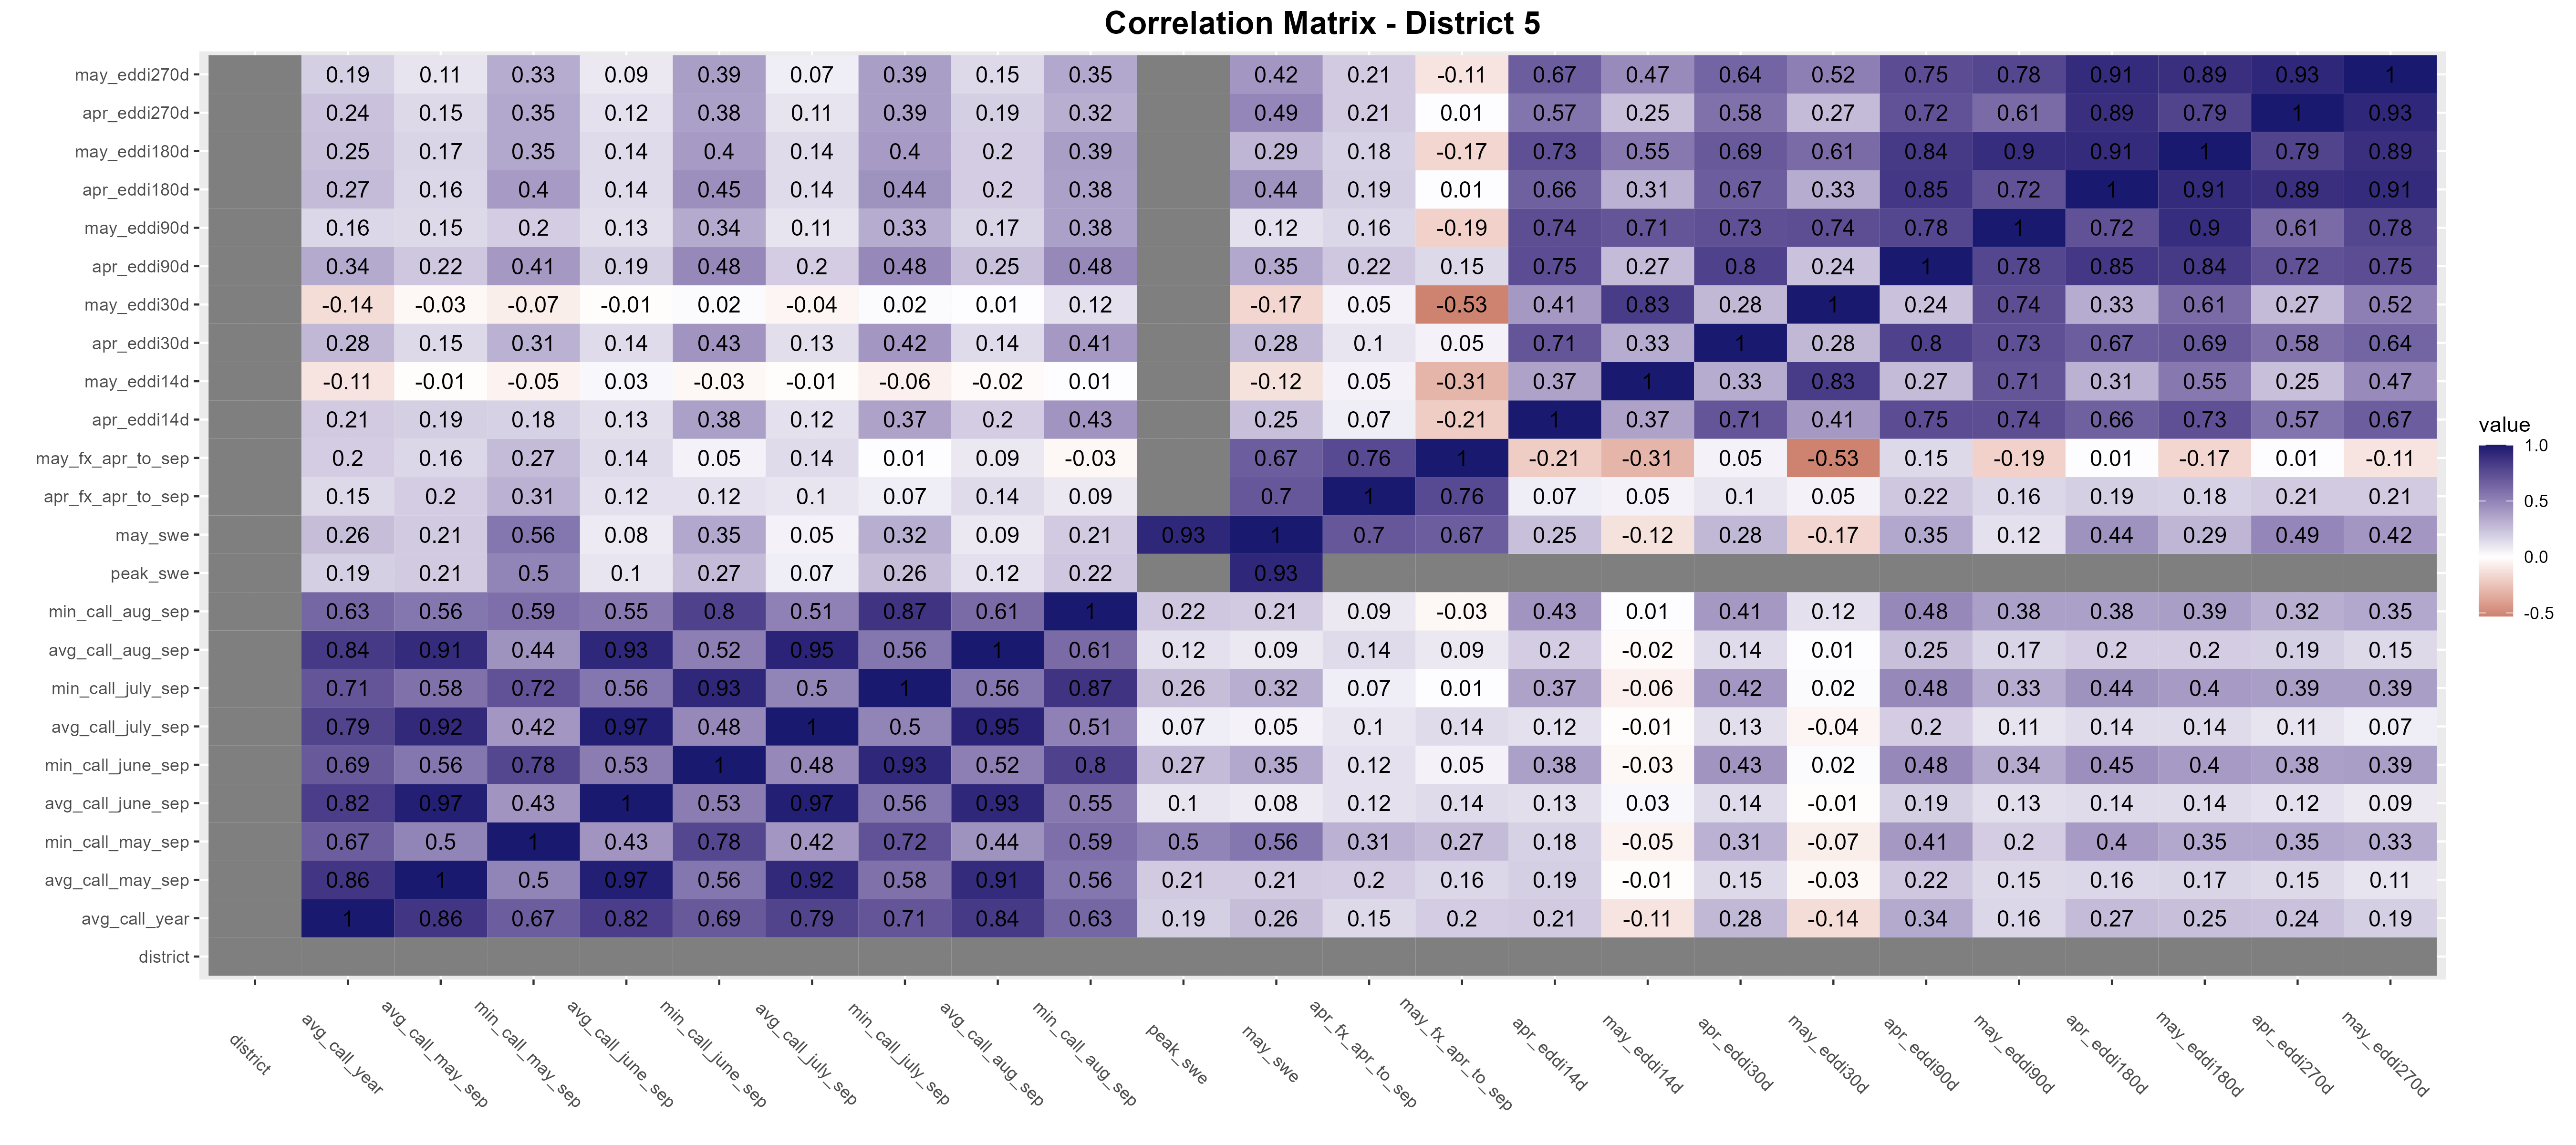 Correlation Matrix - District 5
may_eddi270d 0.19 0.11 0.33 0.09 0.39 0.07 0.39 0.15 0.35 0.42 0.21 -0.11 0.67 0.47 0.64 0.52 0.75 0.78 0.91 0.89 0.93 1
apr_eddi270d 0.24 0.15 0.35 0.12 0.38 0.11 0.39 0.19 0.32 0.49 0.21 0.01 0.57 0.25 0.58 0.27 0.72 0.61 0.89 0.79 1 0.93
may_eddi180d 0.25 0.17 0.35 0.14 0.4 0.14 0.4 0.2 0.39 0.29 0.18 -0.17 0.73 0.55 0.69 0.61 0.84 0.9 0.91 1 0.79 0.89
apr_eddi180d 0.27 0.16 0.4 0.14 0.45 0.14 0.44 0.2 0.38 0.44 0.19 0.01 0.66 0.31 0.67 0.33 0.85 0.72 1 0.91 0.89 0.91
may_eddi90d 0.16 0.15 0.2 0.13 0.34 0.11 0.33 0.17 0.38 0.12 0.16 -0.19 0.74 0.71 0.73 0.74 0.78 1 0.72 0.9 0.61 0.78
apr_eddi90d 0.34 0.22 0.41 0.19 0.48 0.2 0.48 0.25 0.48 0.35 0.22 0.15 0.75 0.27 0.8 0.24 1 0.78 0.85 0.84 0.72 0.75
may_eddi30d -0.14 -0.03 -0.07 -0.01 0.02 -0.04 0.02 0.01 0.12 -0.17 0.05 -0.53 0.41 0.83 0.28 1 0.24 0.74 0.33 0.61 0.27 0.52
apr_eddi30d 0.28 0.15 0.31 0.14 0.43 0.13 0.42 0.14 0.41 0.28 0.1 0.05 0.71 0.33 1 0.28 0.8 0.73 0.67 0.69 0.58 0.64
may_eddi14d -0.11 -0.01 -0.05 0.03 -0.03 -0.01 -0.06 -0.02 0.01 -0.12 0.05 -0.31 0.37 1 0.33 0.83 0.27 0.71 0.31 0.55 0.25 0.47
apr_eddi14d 0.21 0.19 0.18 0.13 0.38 0.12 0.37 0.2 0.43 0.25 0.07 -0.21 1 0.37 0.71 0.41 0.75 0.74 0.66 0.73 0.57 0.67
may_fx_apr_to_sep 0.2 0.16 0.27 0.14 0.05 0.14 0.01 0.09 -0.03 0.67 0.76 1 -0.21 -0.31 0.05 -0.53 0.15 -0.19 0.01 -0.17 0.01 -0.11
apr_fx_apr_to_sep 0.15 0.2 0.31 0.12 0.12 0.1 0.07 0.14 0.09 0.7 1 0.76 0.07 0.05 0.1 0.05 0.22 0.16 0.19 0.18 0.21 0.21
may_swe 0.26 0.21 0.56 0.08 0.35 0.05 0.32 0.09 0.21 0.93 1 0.7 0.67 0.25 -0.12 0.28 -0.17 0.35 0.12 0.44 0.29 0.49 0.42
peak_swe 0.19 0.21 0.5 0.1 0.27 0.07 0.26 0.12 0.22 0.93
min_call_aug_sep 0.63 0.56 0.59 0.55 0.8 0.51 0.87 0.61 1 0.22 0.21 0.09 -0.03 0.43 0.01 0.41 0.12 0.48 0.38 0.38 0.39 0.32 0.35
avg_call_aug_sep 0.84 0.91 0.44 0.93 0.52 0.95 0.56 1 0.61 0.12 0.09 0.14 0.09 0.2 -0.02 0.14 0.01 0.25 0.17 0.2 0.2 0.19 0.15
min_call_july_sep 0.71 0.58 0.72 0.56 0.93 0.5 1 0.56 0.87 0.26 0.32 0.07 0.01 0.37 -0.06 0.42 0.02 0.48 0.33 0.44 0.4 0.39 0.39
avg_call_july_sep 0.79 0.92 0.42 0.97 0.48 1 0.5 0.95 0.51 0.07 0.05 0.1 0.14 0.12 -0.01 0.13 -0.04 0.2 0.11 0.14 0.14 0.11 0.07
min_call_june_sep 0.69 0.56 0.78 0.53 1 0.48 0.93 0.52 0.8 0.27 0.35 0.12 0.05 0.38 -0.03 0.43 0.02 0.48 0.34 0.45 0.4 0.38 0.39
avg_call_june_sep 0.82 0.97 0.43 1 0.53 0.97 0.56 0.93 0.55 0.1 0.08 0.12 0.14 0.13 0.03 0.14 -0.01 0.19 0.13 0.14 0.14 0.12 0.09
min_call_may_sep 0.67 0.5 1 0.43 0.78 0.42 0.72 0.44 0.59 0.5 0.56 0.31 0.27 0.18 -0.05 0.31 -0.07 0.41 0.2 0.4 0.35 0.35 0.33
avg_call_may_sep 0.86 1 0.5 0.97 0.56 0.92 0.58 0.91 0.56 0.21 0.21 0.2 0.16 0.19 -0.01 0.15 -0.03 0.22 0.15 0.16 0.17 0.15 0.11
avg_call_year 1 0.86 0.67 0.82 0.69 0.79 0.71 0.84 0.63 0.19 0.26 0.15 0.2 0.21 -0.11 0.28 -0.14 0.34 0.16 0.27 0.25 0.24 0.19
district
district avg_call_year avg_call_may_sep min_call_may_sep avg_call_june_sep min_call_june_sep avg_call_july_sep min_call_july_sep avg_call_aug_sep min_call_aug_sep peak_swe may_swe apr_fx_apr_to_sep may_fx_apr_to_sep apr_eddi14d may_eddi14d apr_eddi30d may_eddi30d apr_eddi90d may_eddi90d apr_eddi180d may_eddi180d apr_eddi270d may_eddi270d
value
1.0
0.5
0.0
-0.5